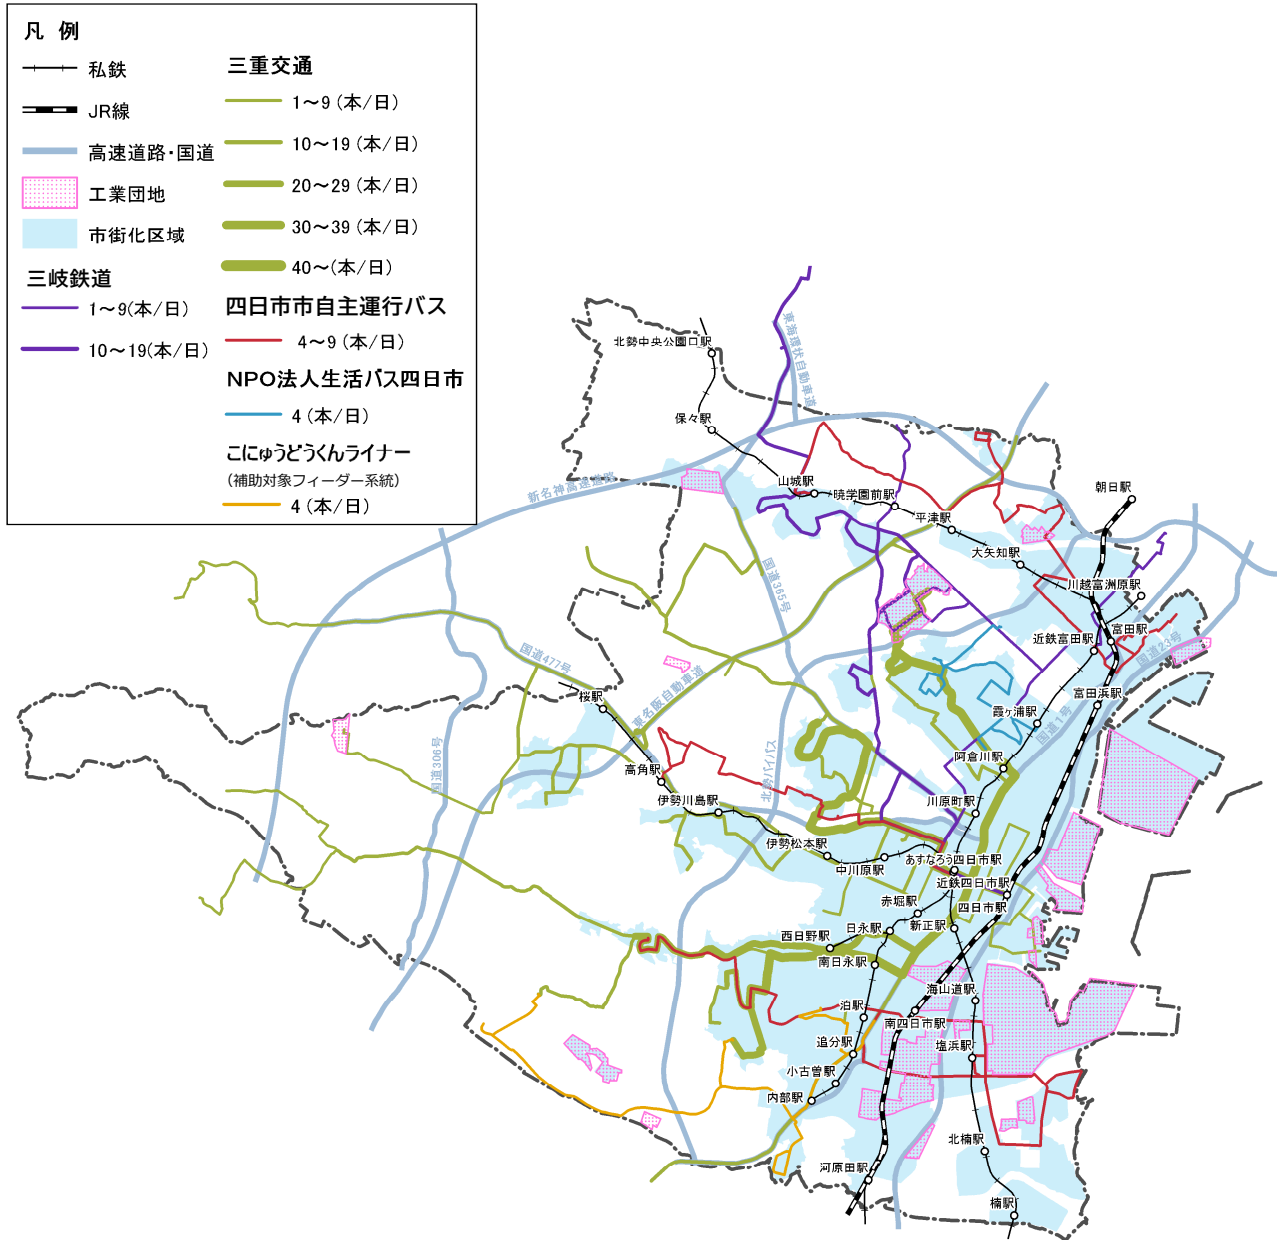 凡 例
私鉄
JR線
高速道路・国道
工業団地
市街化区域
三岐鉄道
1～9(本/日)
10～19(本/日)
三重交通
1～9 (本/日)
10～19 (本/日)
20～29 (本/日)
30～39 (本/日)
40～(本/日)
四日市市自主運行バス
4～9 (本/日)
NPO法人生活バス四日市
4 (本/日)
こにゅうどうくんライナー
(補助対象フィーダー系統)
4 (本/日)
東海環状自動車道
北勢中央公園口駅
保々駅
新名神高速道路
山城駅
暁学園前駅
平津駅
朝日駅
大矢知駅
川越富洲原駅
国道365号
富田駅
近鉄富田駅
国道23号
国道477号
東名阪自動車道
桜駅
富田浜駅
霞ヶ浦駅
国道1号
国道306号
北勢バイパス
阿倉川駅
高角駅
伊勢川島駅
川原町駅
伊勢松本駅
中川原駅
あすなろう四日市駅
近鉄四日市駅
四日市駅
赤堀駅
新正駅
日永駅
西日野駅
南日永駅
海山道駅
泊駅
南四日市駅
追分駅
塩浜駅
小古曽駅
内部駅
北楠駅
河原田駅
楠駅